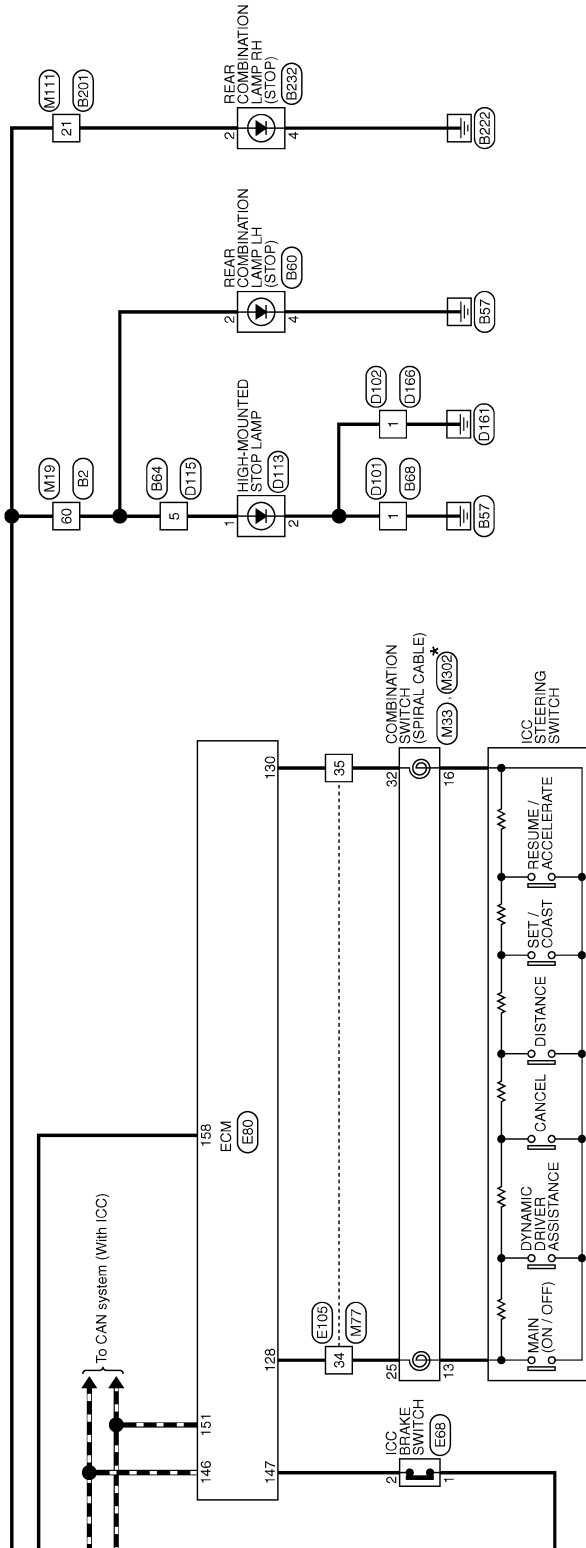 M111
B201
21
2
REAR
COMBINATION
LAMP RH
(STOP)
B232
4
B222
2
REAR
COMBINATION
LAMP LH
(STOP)
B60
4
B57
M19
B2
60
B64
D115
5
1
HIGH-MOUNTED
STOP LAMP
D113
2
D102
D166
1
D161
D101
B68
1
B57
To CAN system (With ICC)
146
151
158
ECM
E80
147
128
130
E105
M77
34
35
ICC
BRAKE
SWITCH
E68
2
1
25
13
32
16
COMBINATION
SWITCH
(SPIRAL CABLE)
M33 , M302 *
ICC
STEERING
SWITCH
MAIN
(ON / OFF)
DYNAMIC
DRIVER
ASSISTANCE
CANCEL
DISTANCE
SET /
COAST
RESUME /
ACCELERATE